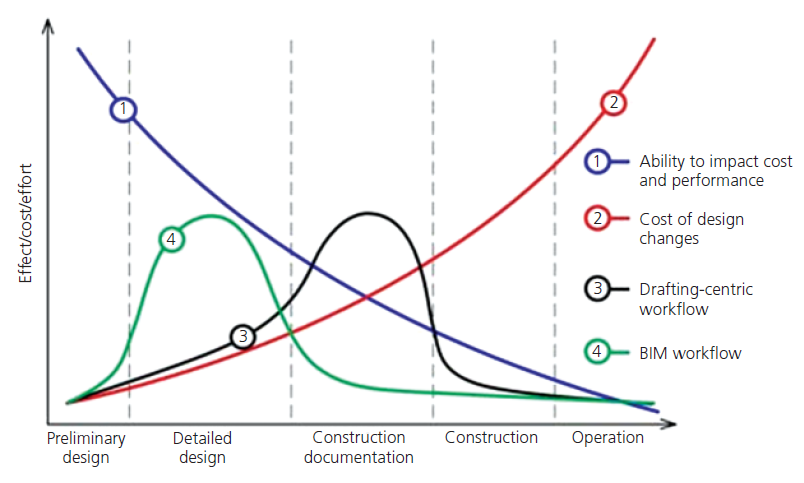 Effect/cost/effort
1
2
3
4
1
Ability to impact cost
and performance
2
Cost of design
changes
3
Drafting-centric
workflow
4
BIM workflow
Preliminary
design
Detailed
design
Construction
documentation
Construction
Operation